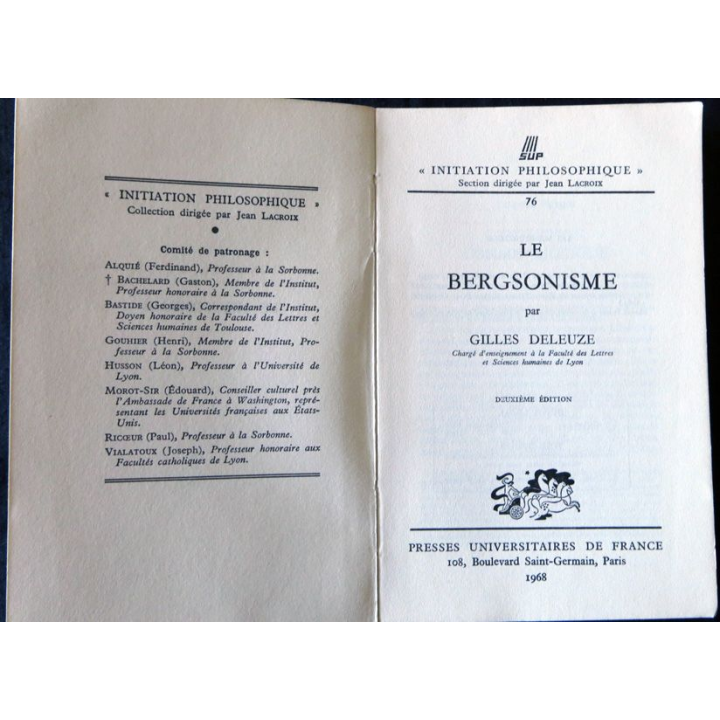 « INITIATION PHILOSOPHIQUE »
Collection dirigée par Jean LACROIX
Comité de patronage :
ALQUIÉ (Ferdinand), Professeur à la Sorbonne.
† BACHELARD (Gaston), Membre de l'Institut,
Professeur honoraire à la Sorbonne.
BASTIDE (Georges), Correspondant de l'Institut,
Doyen honoraire de la Faculté des Lettres et
Sciences humaines de Toulouse.
GOUHIER (Henri), Membre de l'Institut, Pro-
fesseur à la Sorbonne.
HUSSON (Léon), Professeur à l'Université de
Lyon.
MOROT-SIR (Édouard), Conseiller culturel près
l'Ambassade de France à Washington, repré-
sentant les Universités françaises aux États-
Unis.
RICŒUR (Paul), Professeur à la Sorbonne.
VIALATOUX (Joseph), Professeur honoraire aux
Facultés catholiques de Lyon.
SUP
« INITIATION PHILOSOPHIQUE »
Section dirigée par Jean LACROIX
76
LE
BERGSONISME
par
GILLES DELEUZE
Chargé d'enseignement à la Faculté des Lettres
et Sciences humaines de Lyon
DEUXIÈME ÉDITION
PRESSES UNIVERSITAIRES DE FRANCE
108, Boulevard Saint-Germain, Paris
1968